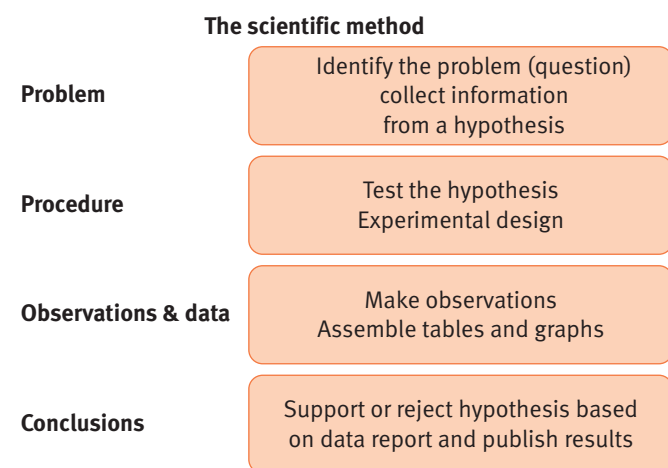 The scientific method
Problem
Identify the problem (question)
collect information
from a hypothesis
Procedure
Test the hypothesis
Experimental design
Observations & data
Make observations
Assemble tables and graphs
Conclusions
Support or reject hypothesis based
on data report and publish results